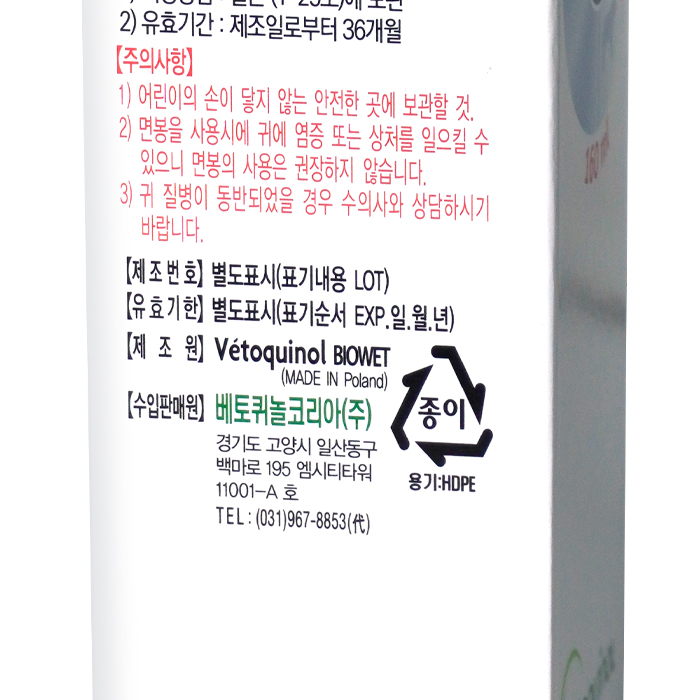 2) 유효기간 : 제조일로부터 36개월
【주의사항】
1) 어린이의 손이 닿지 않는 안전한 곳에 보관할 것.
2) 면봉을 사용시에 귀에 염증 또는 상처를 일으킬 수
있으니 면봉의 사용은 권장하지 않습니다.
3) 귀 질병이 동반되었을 경우 수의사와 상담하시기
바랍니다.
【제조번호】 별도표시(표기내용 LOT)
【유효기한】 별도표시(표기순서 EXP.일.월.년)
【제 조 원】 Vétoquinol BIOWET
(MADE IN Poland)
【수입판매원】 베토퀴놀코리아(주)
경기도 고양시 일산동구
백마로 195 엠시티타워
11001-A 호
TEL : (031)967-8853(代)
종이
용기:HDPE
160